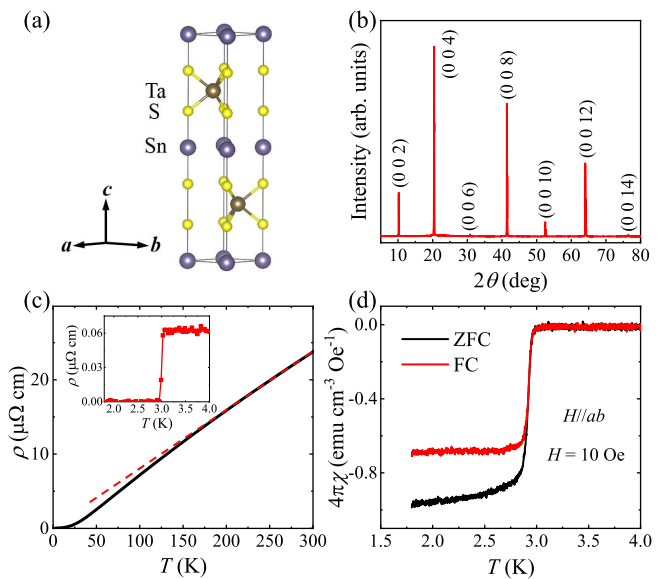 (a)
Ta
S
Sn
c
a
b
(b)
Intensity (arb. units)
(0 0 2)
(0 0 4)
(0 0 6)
(0 0 8)
(0 0 10)
(0 0 12)
(0 0 14)
10 20 30 40 50 60 70 80
2θ (deg)
(c)
ρ (μΩ cm)
20
10
0
0 50 100 150 200 250 300
T (K)
ρ (μΩ cm)
0.06
0.03
0.00
2.0 2.5 3.0 3.5 4.0
T (K)
(d)
4πχ (emu cm⁻³ Oe⁻¹)
0.0
-0.4
-0.8
ZFC
FC
H//ab
H = 10 Oe
1.5 2.0 2.5 3.0 3.5 4.0
T (K)